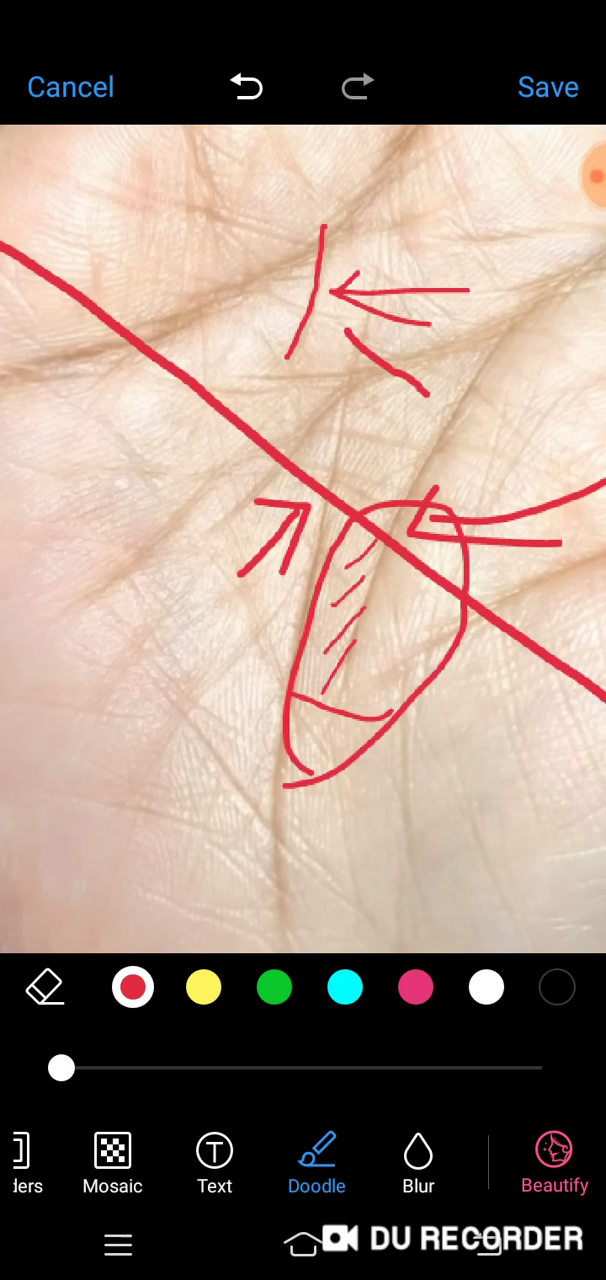 Cancel
Save
ders
Mosaic
Text
Doodle
Blur
Beautify
DU RECORDER